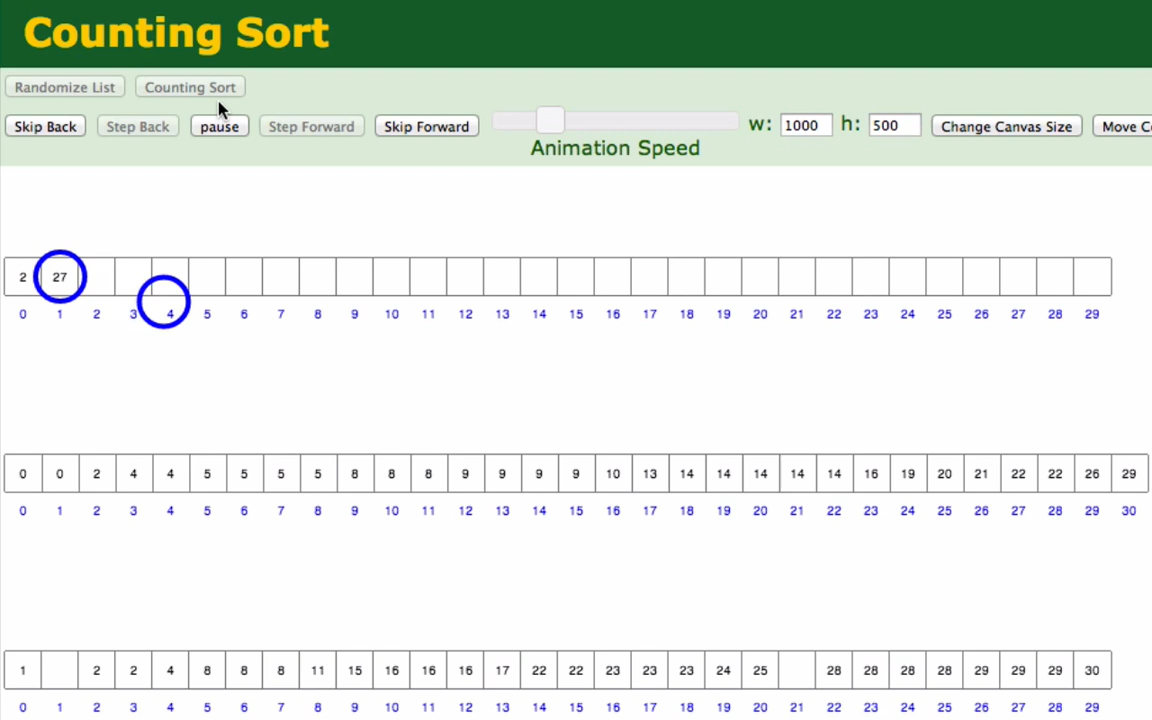 Counting Sort
Randomize List Counting Sort
Skip Back Step Back pause Step Forward Skip Forward w: 1000 h: 500 Change Canvas Size Move C
Animation Speed
2 27
0 1 2 3 4 5 6 7 8 9 10 11 12 13 14 15 16 17 18 19 20 21 22 23 24 25 26 27 28 29
0 0 2 4 4 5 5 5 5 8 8 8 9 9 9 9 10 13 14 14 14 14 14 16 19 20 21 22 22 26 29
0 1 2 3 4 5 6 7 8 9 10 11 12 13 14 15 16 17 18 19 20 21 22 23 24 25 26 27 28 29 30
1 2 2 4 8 8 8 11 15 16 16 16 17 22 22 23 23 23 24 25 28 28 28 28 29 29 29 30
0 1 2 3 4 5 6 7 8 9 10 11 12 13 14 15 16 17 18 19 20 21 22 23 24 25 26 27 28 29